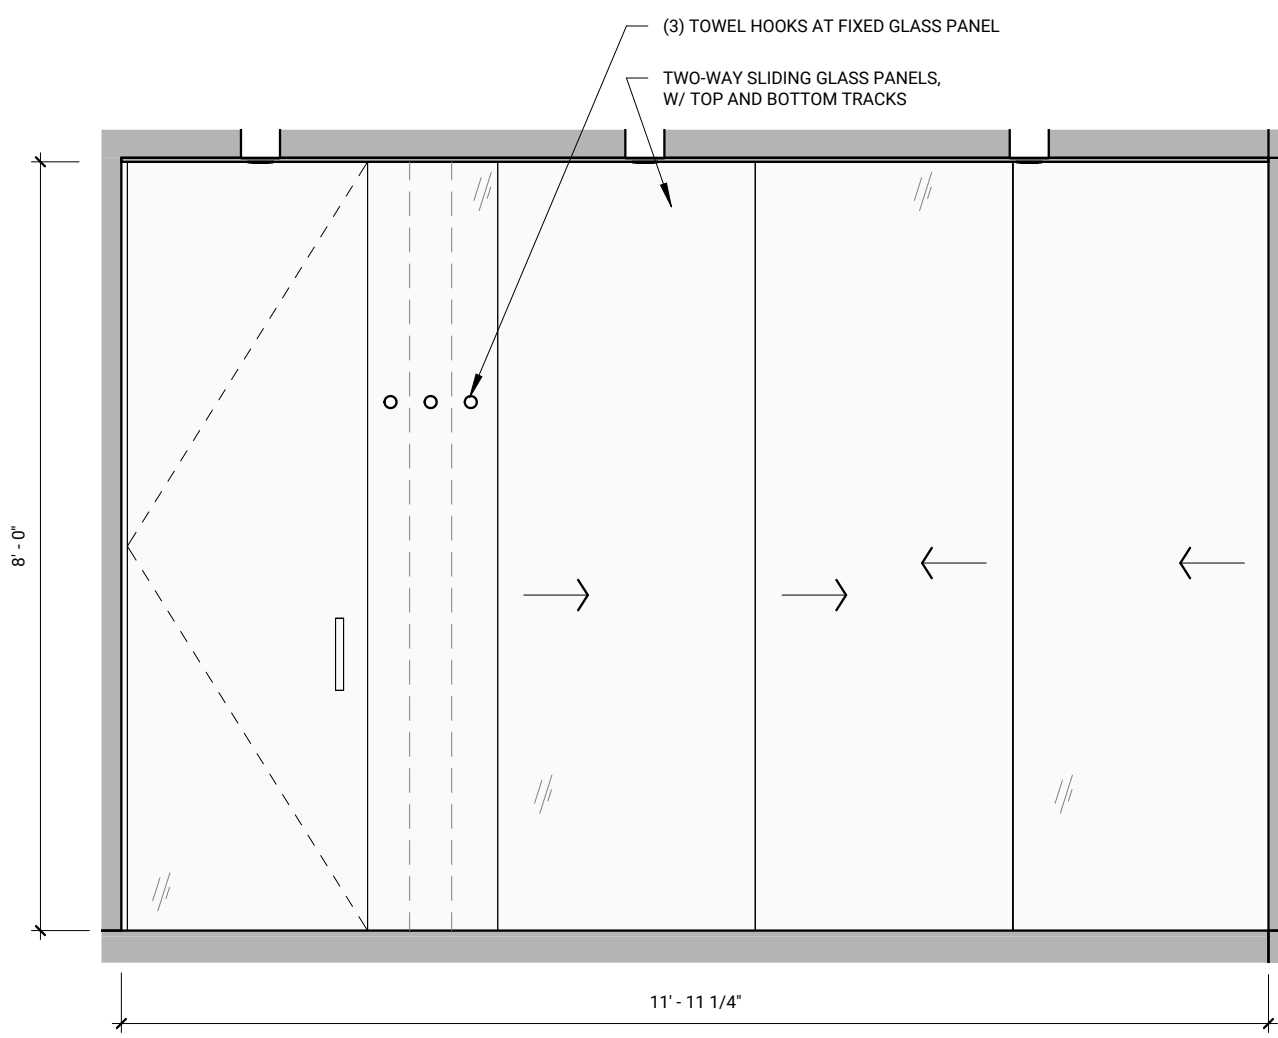 (3) TOWEL HOOKS AT FIXED GLASS PANEL
TWO-WAY SLIDING GLASS PANELS,
W/ TOP AND BOTTOM TRACKS
8' - 0"
11' - 11 1/4"